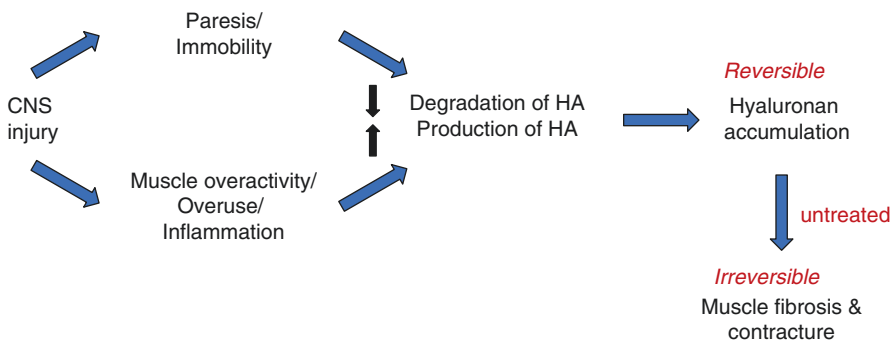 Paresis/
Immobility
CNS
injury
Muscle overactivity/
Overuse/
Inflammation
Degradation of HA
Production of HA
Reversible
Hyaluronan
accumulation
untreated
Irreversible
Muscle fibrosis &
contracture